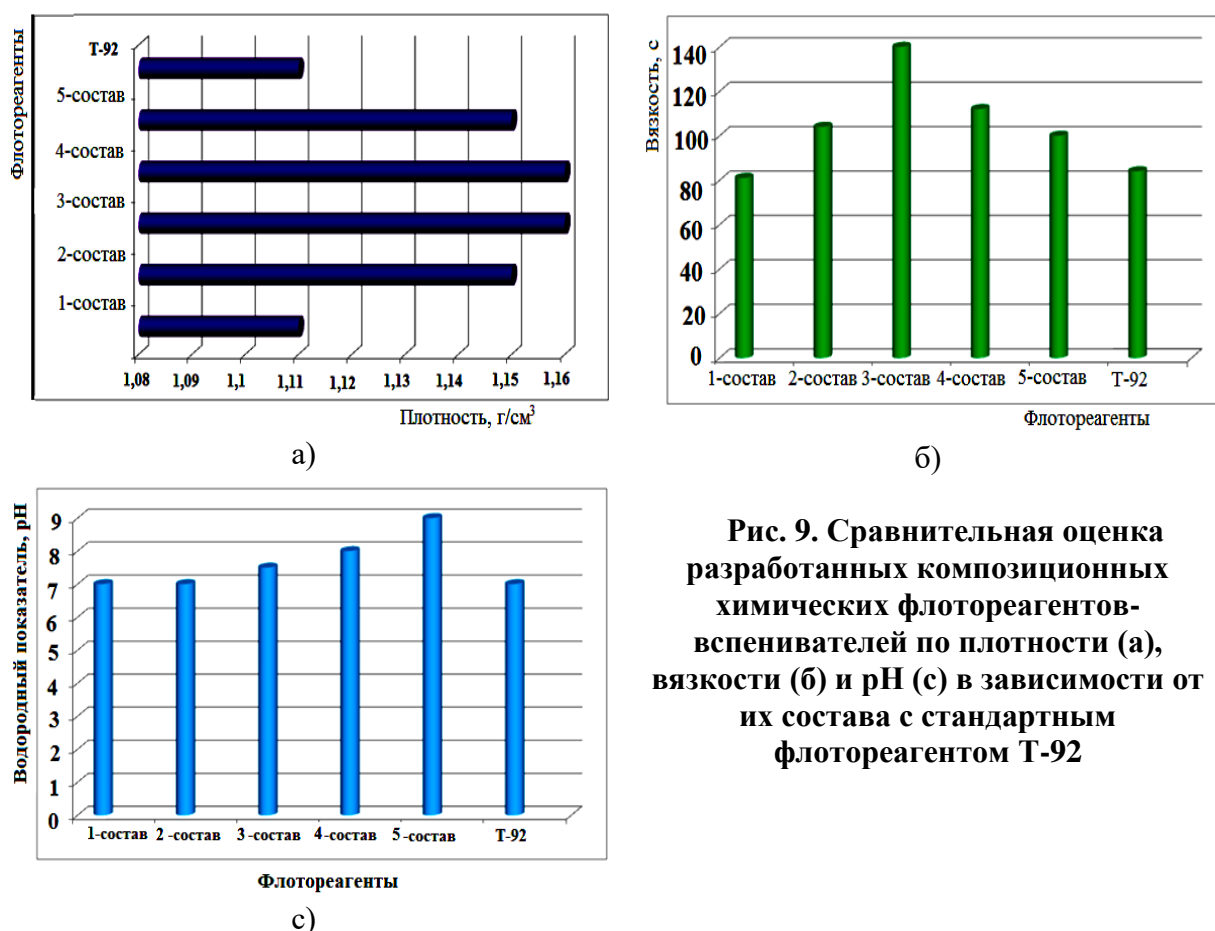 Флотореагенты
Т-92
5-состав
4-состав
3-состав
2-состав
1-состав
1,08 1,09 1,1 1,11 1,12 1,13 1,14 1,15 1,16
Плотность, г/см³
а)
Вязкость, с
140
120
100
80
60
40
20
0
1-состав 2-состав 3-состав 4-состав 5-состав Т-92
Флотореагенты
б)
Водородный показатель, рН
9
8
7
6
5
4
3
2
1
0
1-состав 2 -состав 3 -состав 4-состав 5 -состав Т-92
Флотореагенты
с)
Рис. 9. Сравнительная оценка
разработанных композиционных
химических флотореагентов-
вспенивателей по плотности (а),
вязкости (б) и рН (с) в зависимости от
их состава с стандартным
флотореагентом Т-92